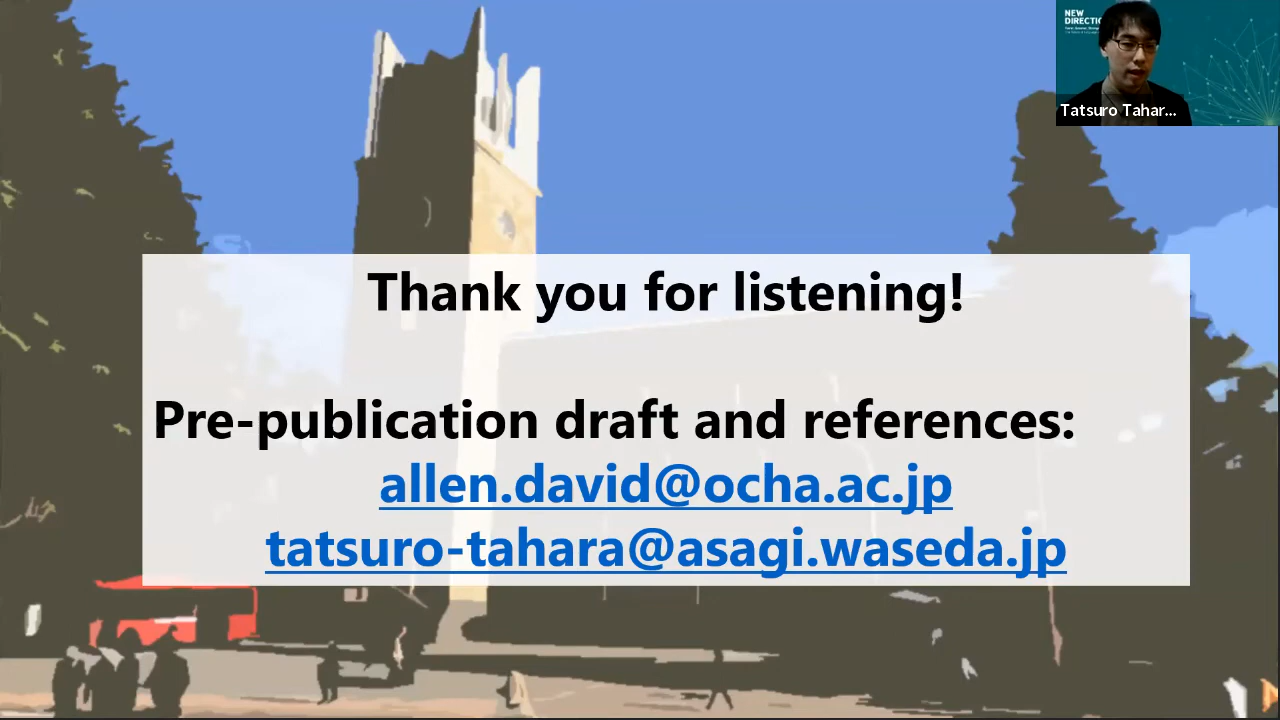 NEW
Tatsuro Tahar...
Thank you for listening!
Pre-publication draft and references:
allen.david@ocha.ac.jp
tatsuro-tahara@asagi.waseda.jp